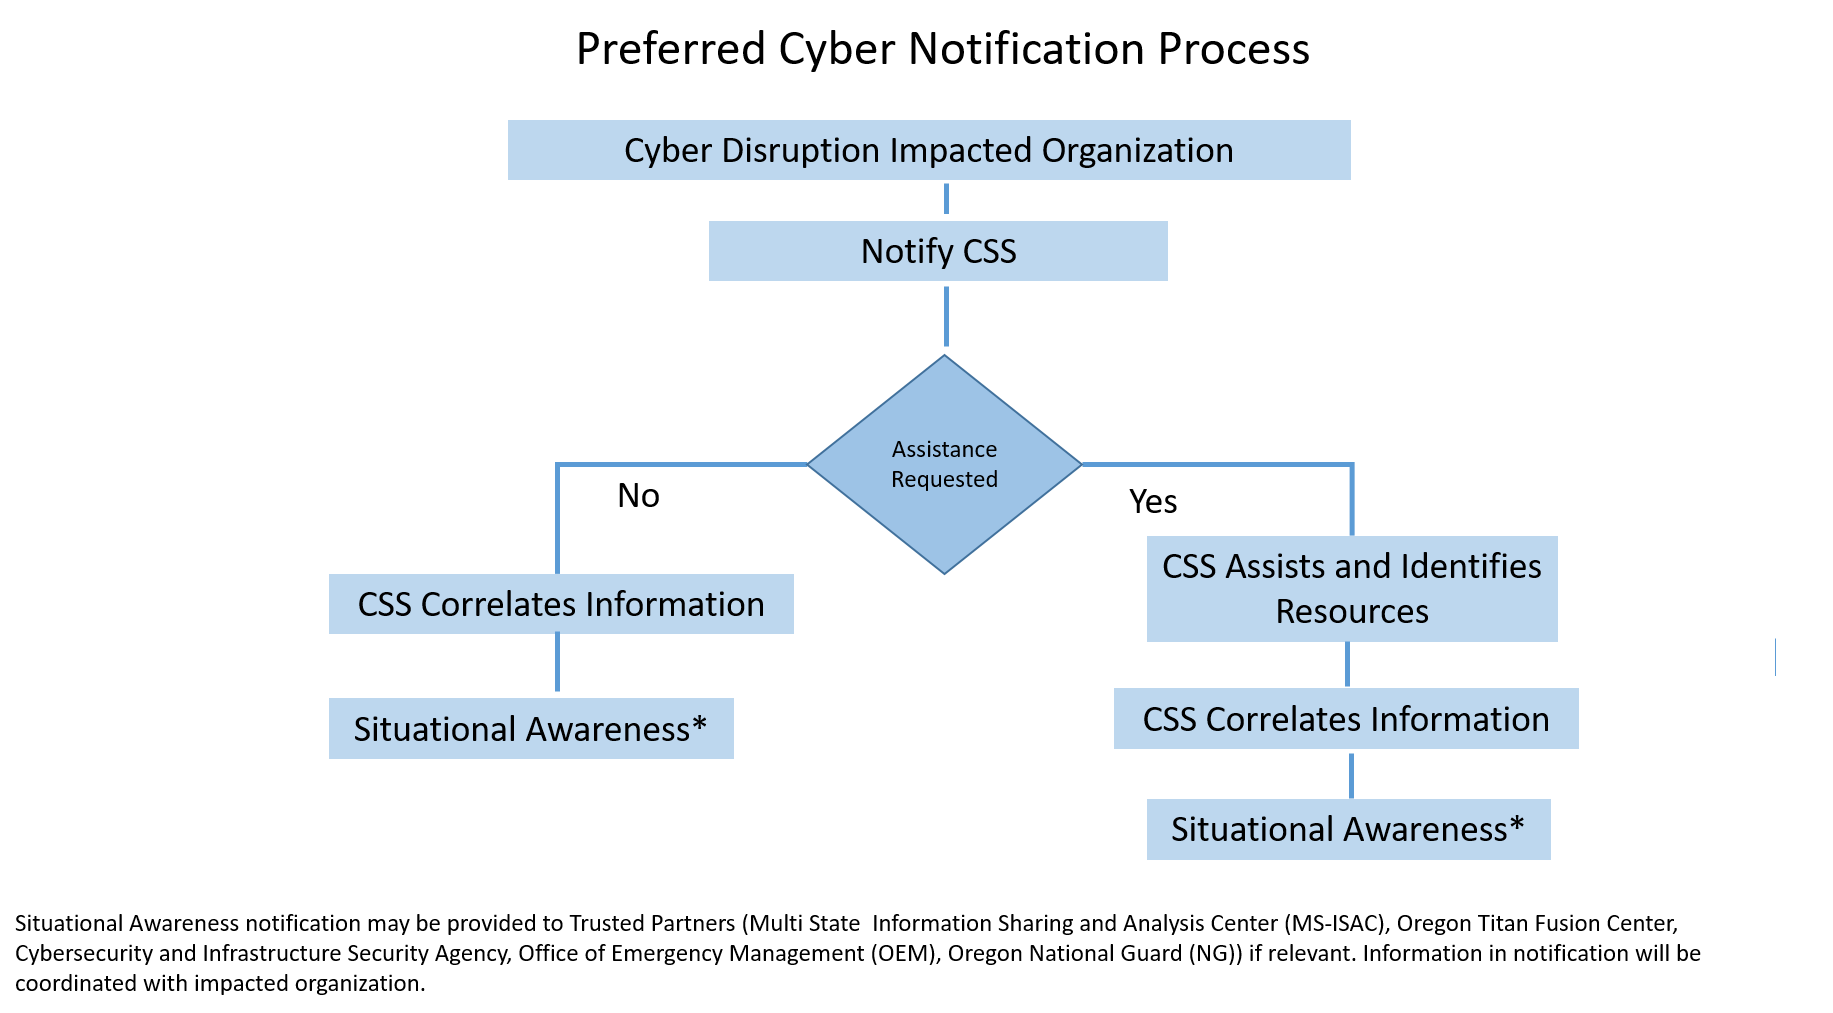 Preferred Cyber Notification Process
Cyber Disruption Impacted Organization
Notify CSS
Assistance
Requested
No
Yes
CSS Correlates Information
Situational Awareness*
CSS Assists and Identifies
Resources
CSS Correlates Information
Situational Awareness*
Situational Awareness notification may be provided to Trusted Partners (Multi State  Information Sharing and Analysis Center (MS-ISAC), Oregon Titan Fusion Center,
Cybersecurity and Infrastructure Security Agency, Office of Emergency Management (OEM), Oregon National Guard (NG)) if relevant. Information in notification will be
coordinated with impacted organization.